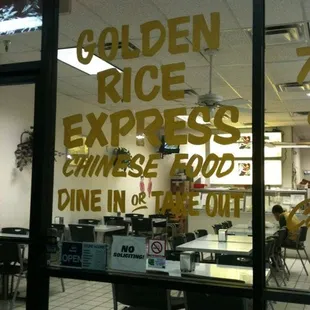 GOLDEN
RICE
EXPRESS
CHINESE FOOD
DINE IN OR TAKE OUT
OPEN
NO
SOLICITING!